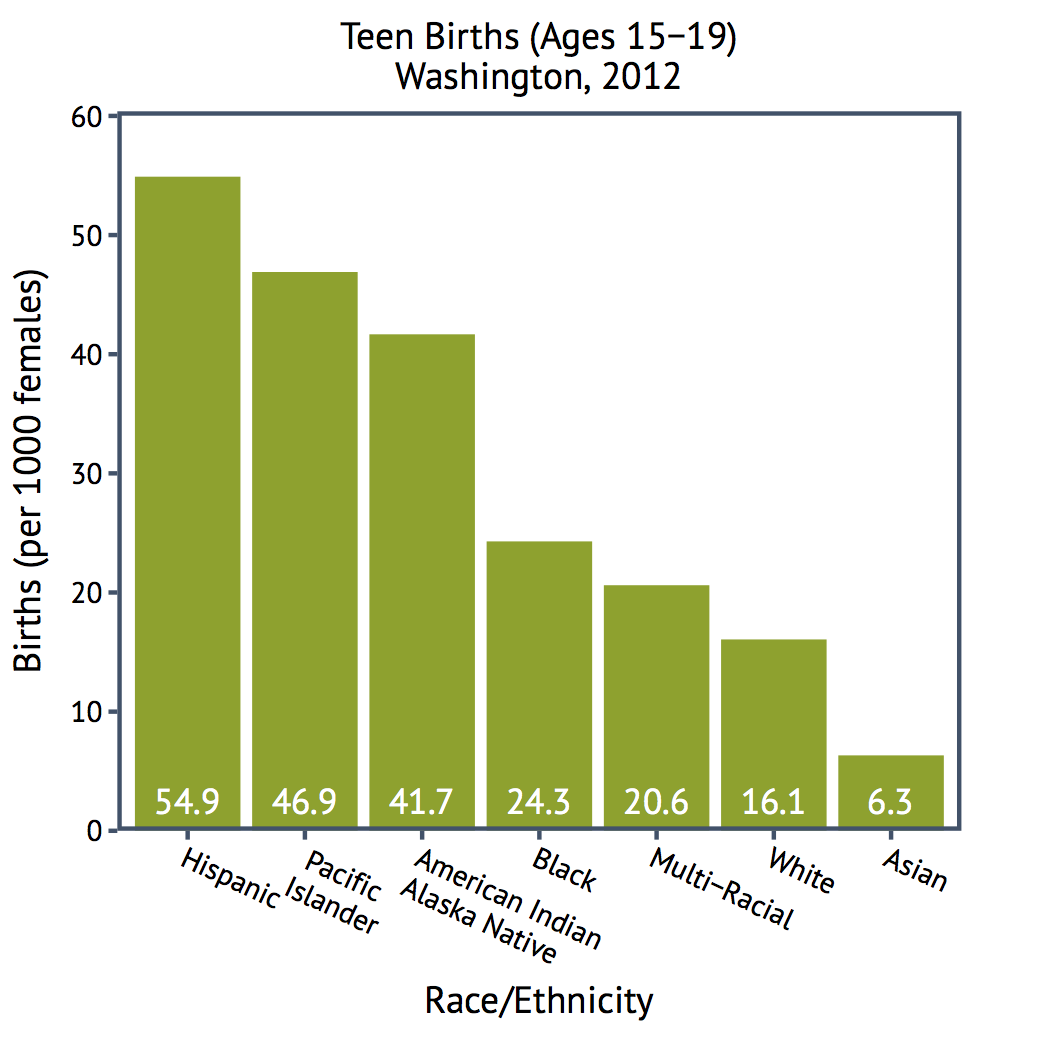 Teen Births (Ages 15–19)
Washington, 2012
Births (per 1000 females)
60
50
40
30
20
10
0
54.9
46.9
41.7
24.3
20.6
16.1
6.3
Hispanic
Pacific
Islander
American Indian
Alaska Native
Black
Multi–Racial
White
Asian
Race/Ethnicity